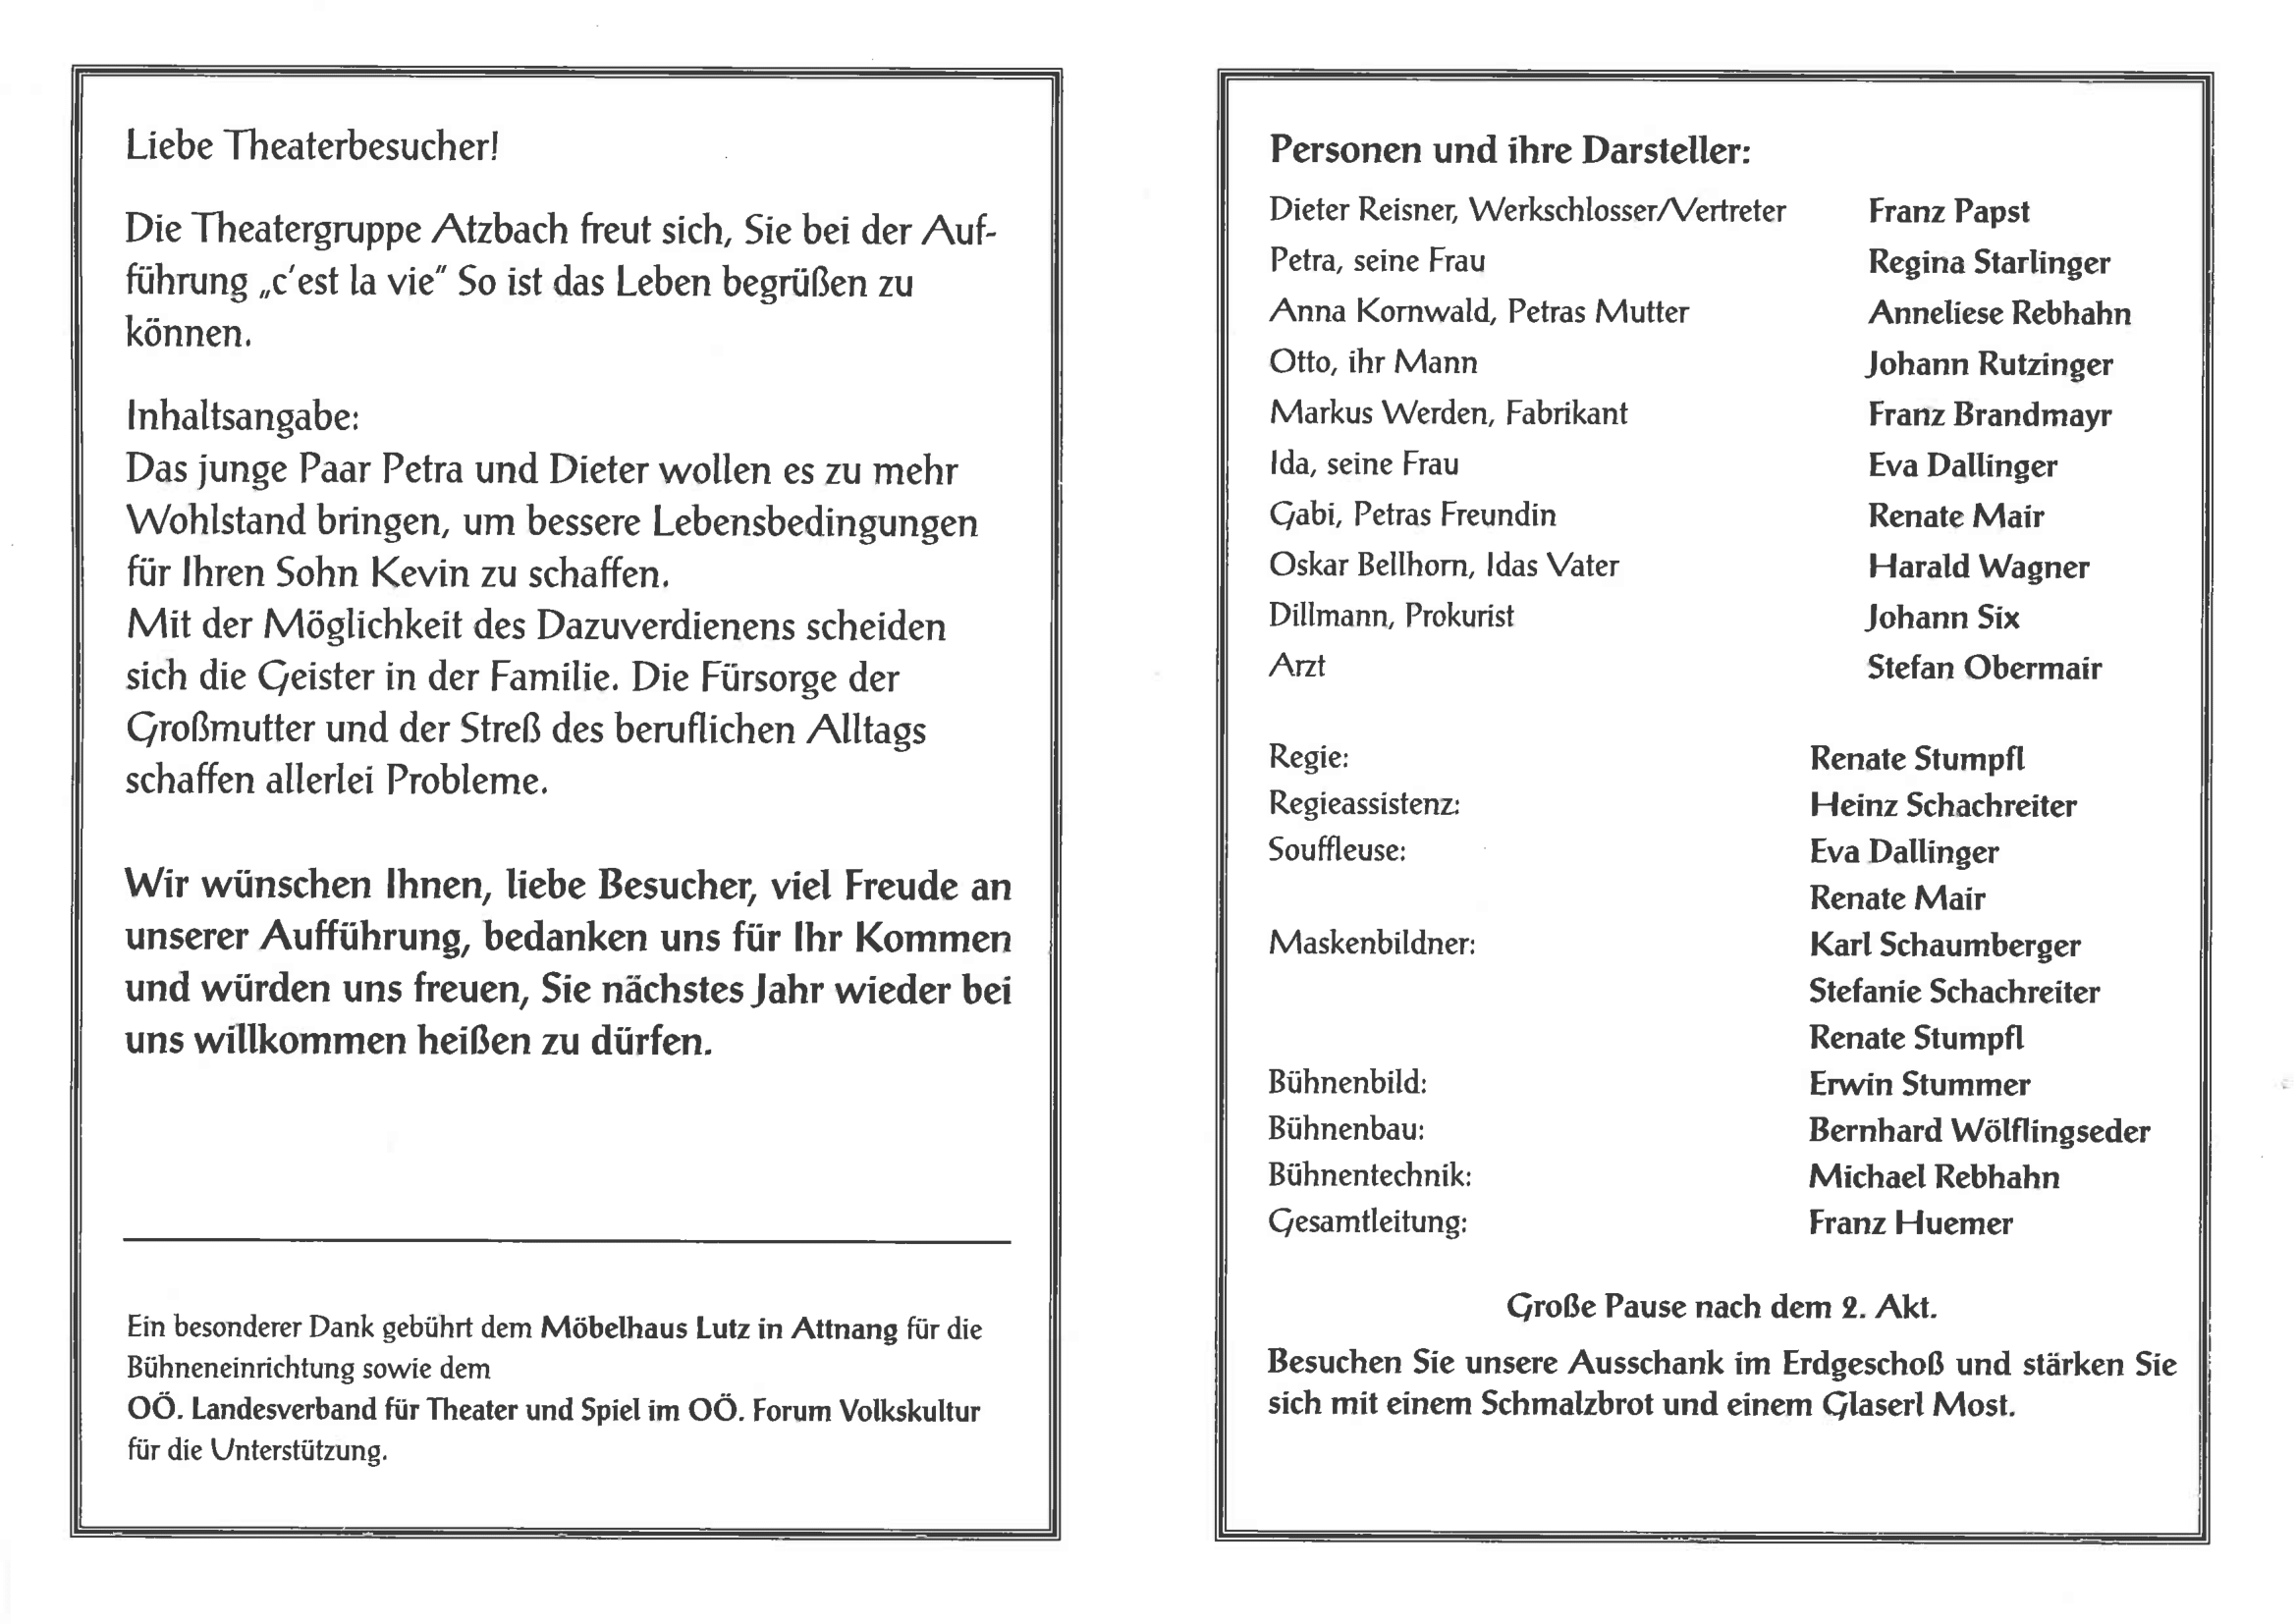 Liebe Theaterbesucher!
Die Theatergruppe Atzbach freut sich, Sie bei der Auf-
führung „c'est la vie" So ist das Leben begrüßen zu
können.
Inhaltsangabe:
Das junge Paar Petra und Dieter wollen es zu mehr
Wohlstand bringen, um bessere Lebensbedingungen
für Ihren Sohn Kevin zu schaffen.
Mit der Möglichkeit des Dazuverdienens scheiden
sich die Geister in der Familie. Die Fürsorge der
Großmutter und der Streß des beruflichen Alltags
schaffen allerlei Probleme.
Wir wünschen Ihnen, liebe Besucher, viel Freude an
unserer Aufführung, bedanken uns für Ihr Kommen
und würden uns freuen, Sie nächstes Jahr wieder bei
uns willkommen heißen zu dürfen.
Ein besonderer Dank gebührt dem Möbelhaus Lutz in Attnang für die
Bühneneinrichtung sowie dem
OÖ. Landesverband für Theater und Spiel im OÖ. Forum Volkskultur
für die Unterstützung.
Personen und ihre Darsteller:
Dieter Reisner, Werkschlosser/Vertreter Franz Papst
Petra, seine Frau Regina Starlinger
Anna Kornwald, Petras Mutter Anneliese Rebhahn
Otto, ihr Mann Johann Rutzinger
Markus Werden, Fabrikant Franz Brandmayr
Ida, seine Frau Eva Dallinger
Gabi, Petras Freundin Renate Mair
Oskar Bellhorn, Idas Vater Harald Wagner
Dillmann, Prokurist Johann Six
Arzt Stefan Obermair
Regie: Renate Stumpfl
Regieassistenz: Heinz Schachreiter
Souffleuse: Eva Dallinger
Renate Mair
Maskenbildner: Karl Schaumberger
Stefanie Schachreiter
Renate Stumpfl
Bühnenbild: Erwin Stummer
Bühnenbau: Bernhard Wölflingseder
Bühnentechnik: Michael Rebhahn
Gesamtleitung: Franz Huemer
Große Pause nach dem 2. Akt.
Besuchen Sie unsere Ausschank im Erdgeschoß und stärken Sie
sich mit einem Schmalzbrot und einem Glaserl Most.